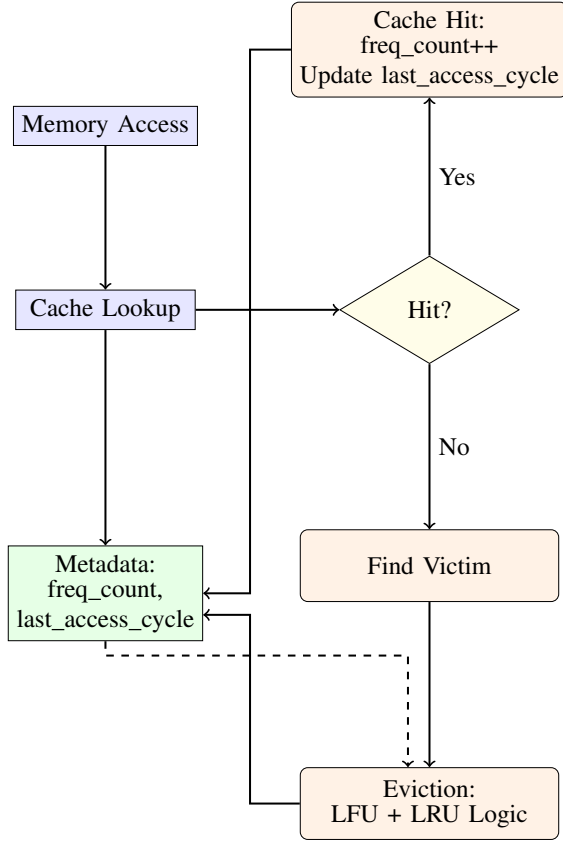 Cache Hit:
freq_count++
Update last_access_cycle
Memory Access
Yes
Cache Lookup
Hit?
No
Metadata:
freq_count,
last_access_cycle
Find Victim
Eviction:
LFU + LRU Logic